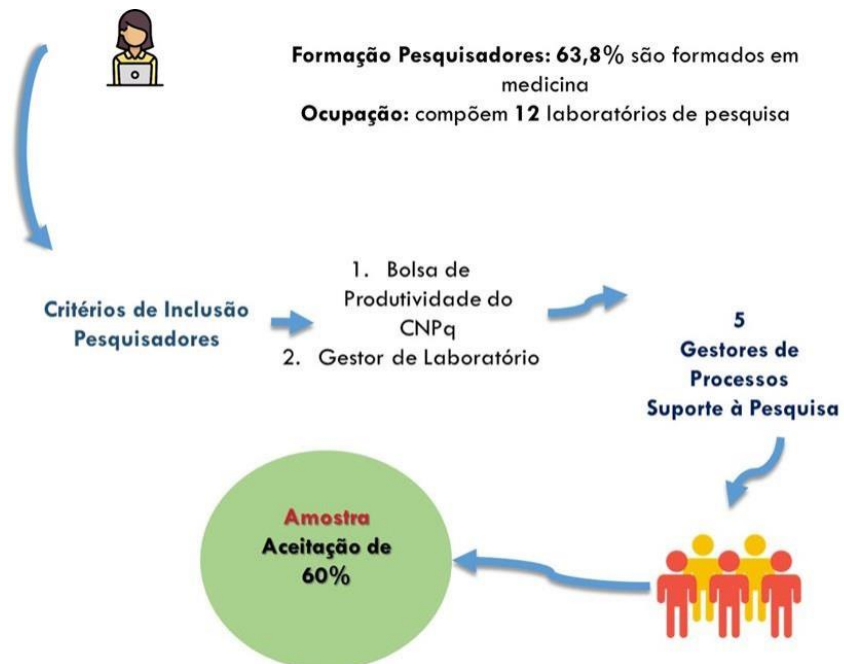 Formação Pesquisadores: 63,8% são formados em
medicina
Ocupação: compõem 12 laboratórios de pesquisa
Critérios de Inclusão
Pesquisadores
1. Bolsa de
Produtividade do
CNPq
2. Gestor de Laboratório
5
Gestores de
Processos
Suporte à Pesquisa
Amostra
Aceitação de
60%